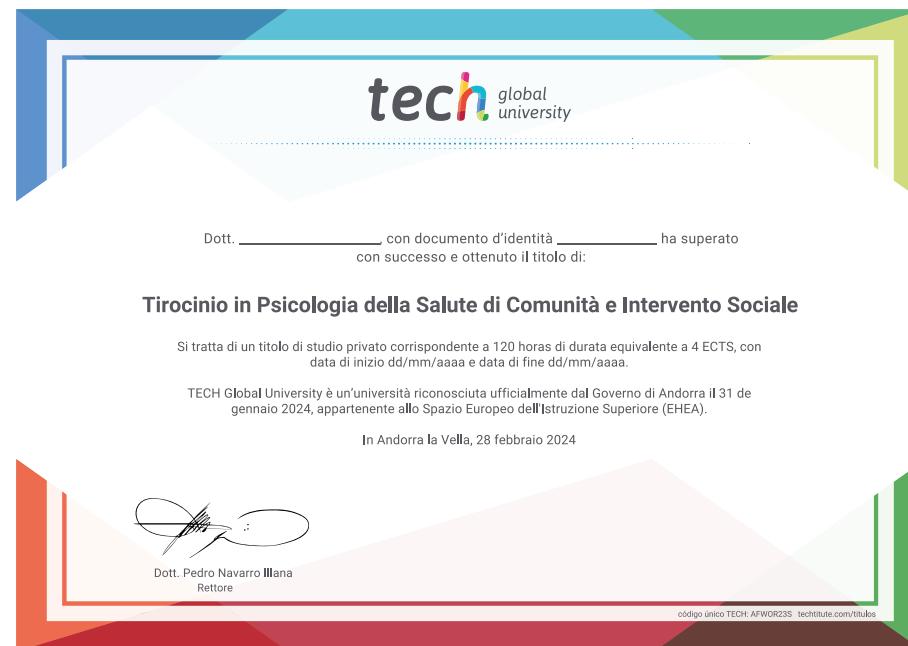 tech global
university
Dott. ____________________, con documento d'identità ______________ ha superato
con successo e ottenuto il titolo di:
Tirocinio in Psicologia della Salute di Comunità e Intervento Sociale
Si tratta di un titolo di studio privato corrispondente a 120 horas di durata equivalente a 4 ECTS, con
data di inizio dd/mm/aaaa e data di fine dd/mm/aaaa.
TECH Global University è un'università riconosciuta ufficialmente dal Governo di Andorra il 31 de
gennaio 2024, appartenente allo Spazio Europeo dell'Istruzione Superiore (EHEA).
In Andorra la Vella, 28 febbraio 2024
Dott. Pedro Navarro Illana
Rettore
código único TECH: AFWOR23S techtitute.com/titulos